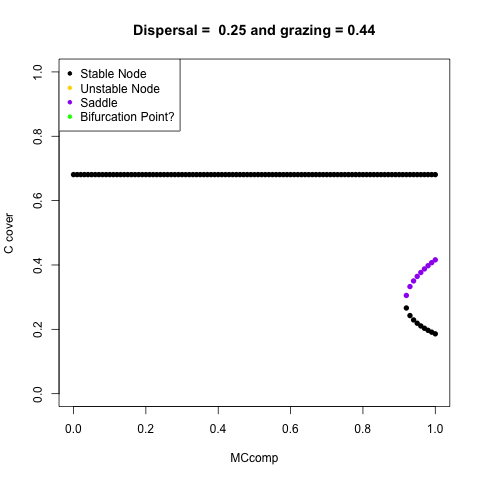 Dispersal =  0.25 and grazing = 0.44
Stable Node
Unstable Node
Saddle
Bifurcation Point?
1.0
0.8
0.6
0.4
0.2
0.0
C cover
0.0 0.2 0.4 0.6 0.8 1.0
MCcomp